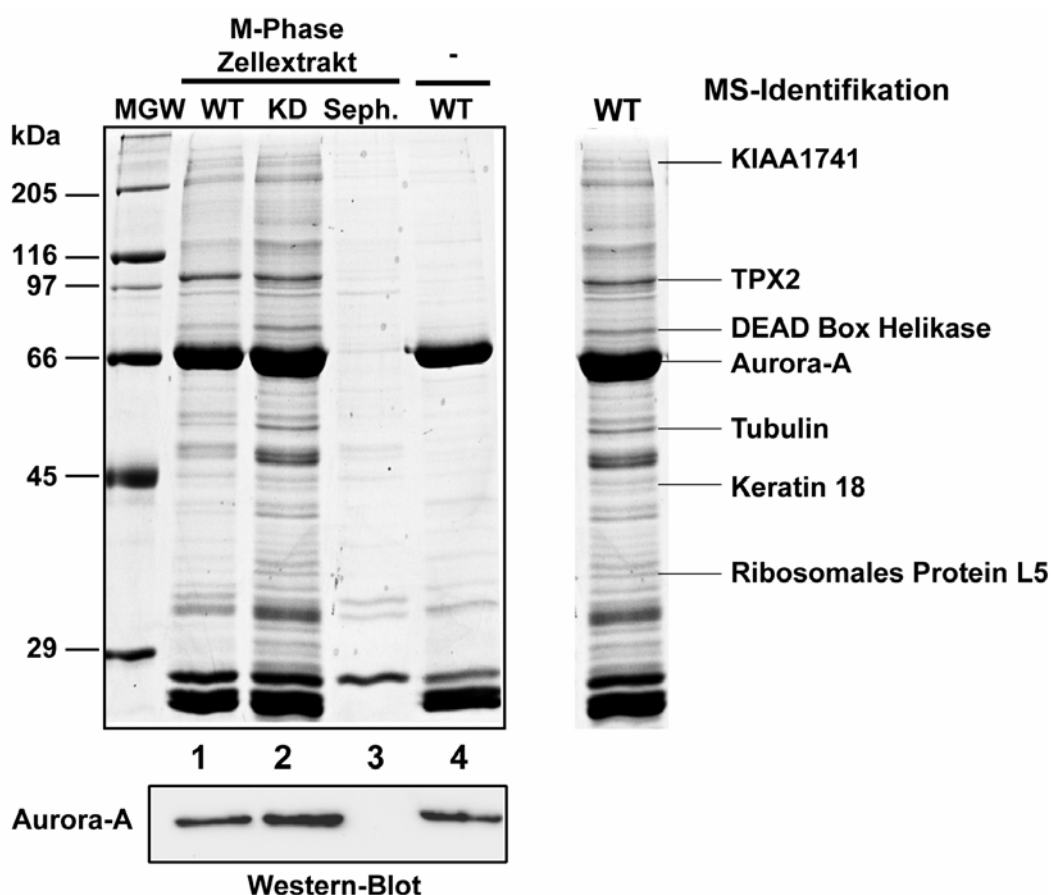 M-Phase
Zellextrakt
-
MGW WT KD Seph. WT
kDa
205
116
97
66
45
29
1 2 3 4
Aurora-A
Western-Blot
MS-Identifikation
WT
KIAA1741
TPX2
DEAD Box Helikase
Aurora-A
Tubulin
Keratin 18
Ribosomales Protein L5